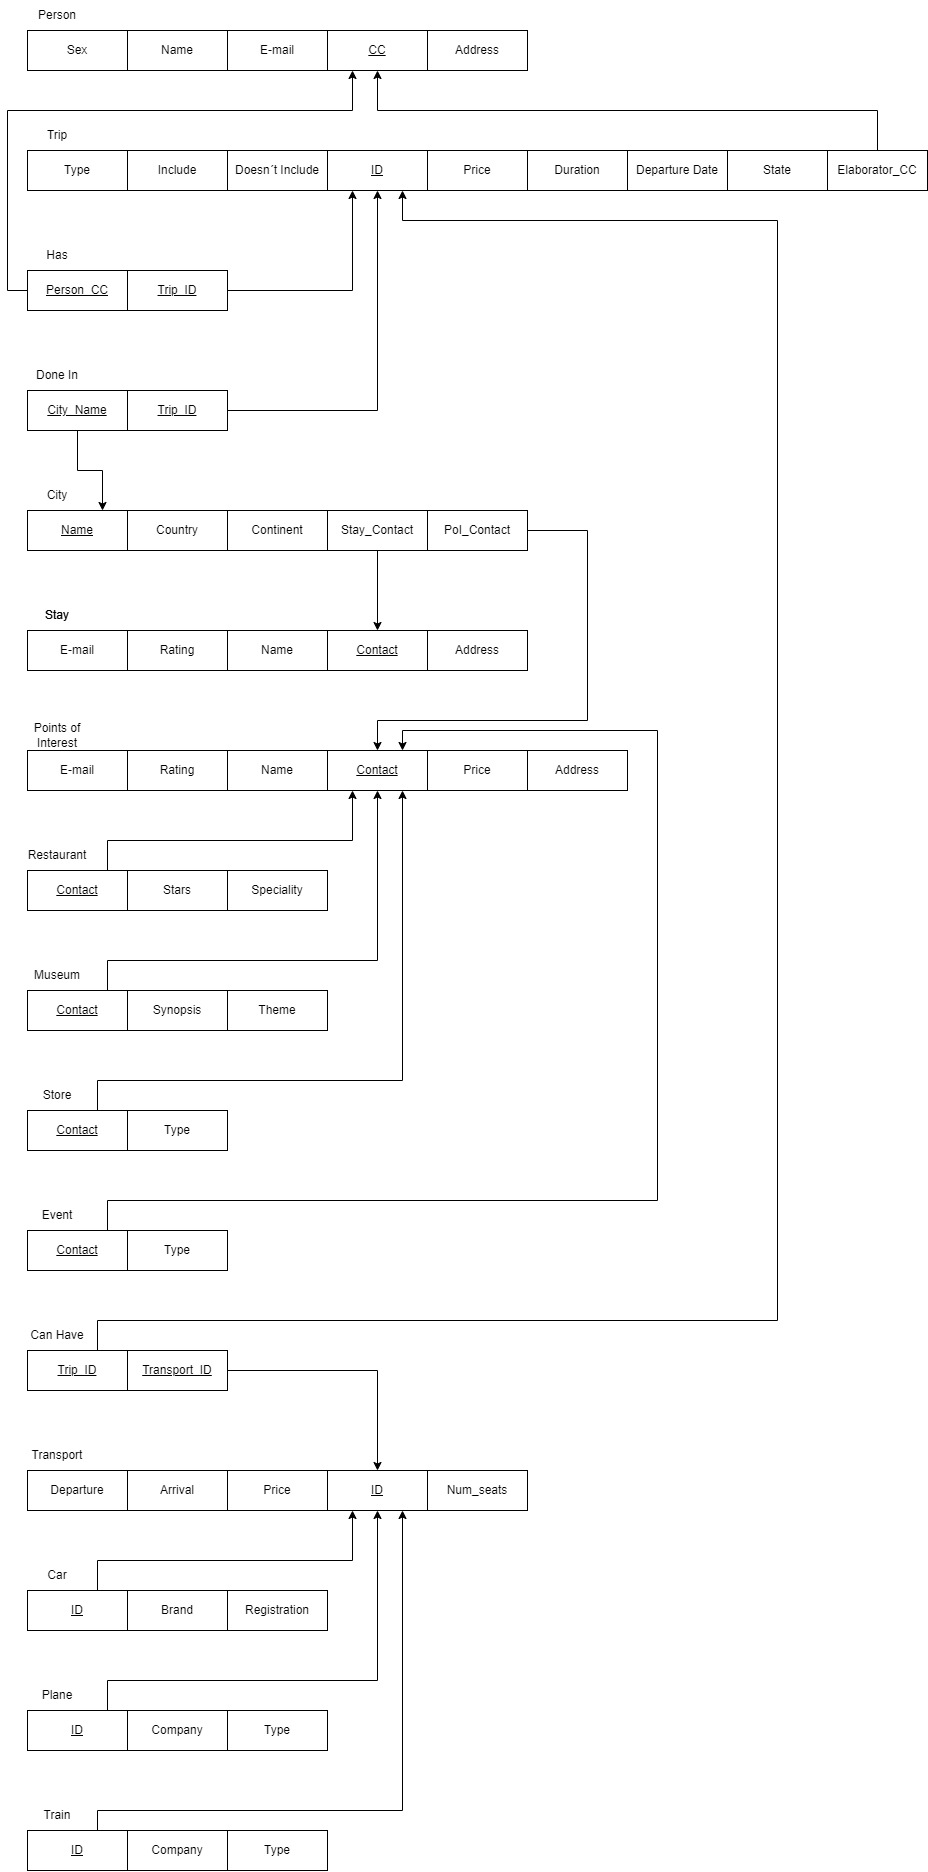 Person
Sex Name E-mail CC Address
Trip
Type Include Doesn´t Include ID Price Duration Departure Date State Elaborator_CC
Has
Person_CC Trip_ID
Done In
City_Name Trip_ID
City
Name Country Continent Stay_Contact PoI_Contact
Stay
E-mail Rating Name Contact Address
Points of
Interest
E-mail Rating Name Contact Price Address
Restaurant
Contact Stars Speciality
Museum
Contact Synopsis Theme
Store
Contact Type
Event
Contact Type
Can Have
Trip_ID Transport_ID
Transport
Departure Arrival Price ID Num_seats
Car
ID Brand Registration
Plane
ID Company Type
Train
ID Company Type